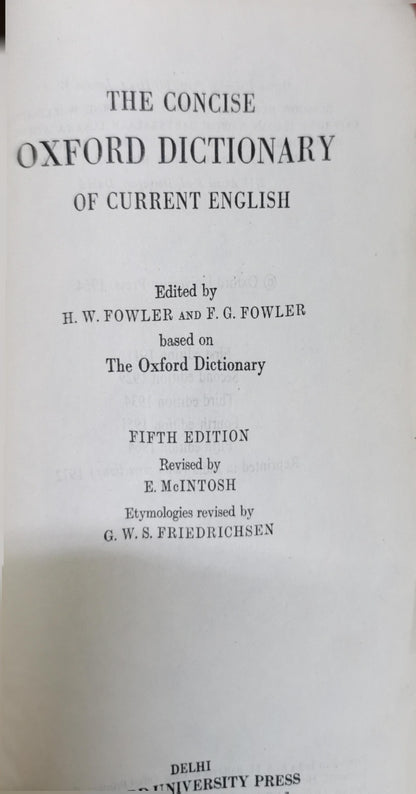 THE CONCISE
OXFORD DICTIONARY
OF CURRENT ENGLISH
Edited by
H. W. FOWLER AND F. G. FOWLER
based on
The Oxford Dictionary
FIFTH EDITION
Revised by
E. McINTOSH
Etymologies revised by
G. W. S. FRIEDRICHSEN
DELHI
UNIVERSITY PRESS